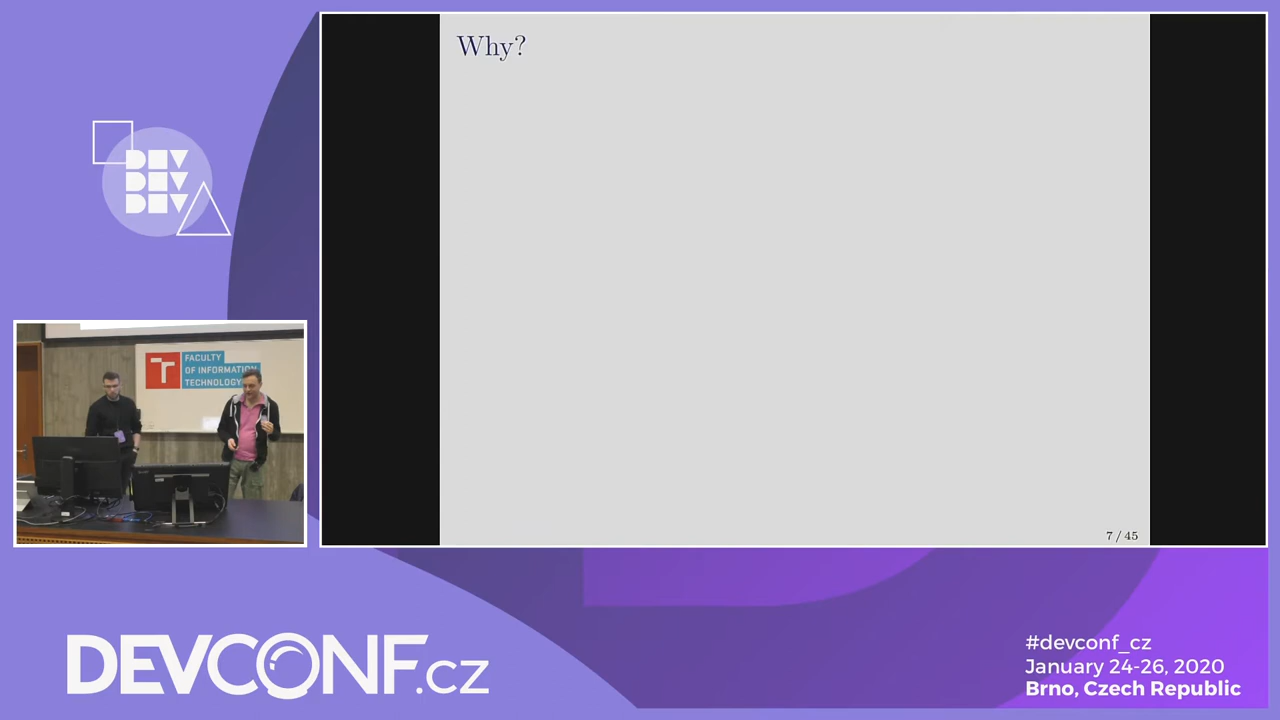 Why?
7 / 45
DEV
DEV
DEV
FACULTY
OF INFORMATION
TECHNOLOGY
DEVCONF.cz
#devconf_cz
January 24-26, 2020
Brno, Czech Republic